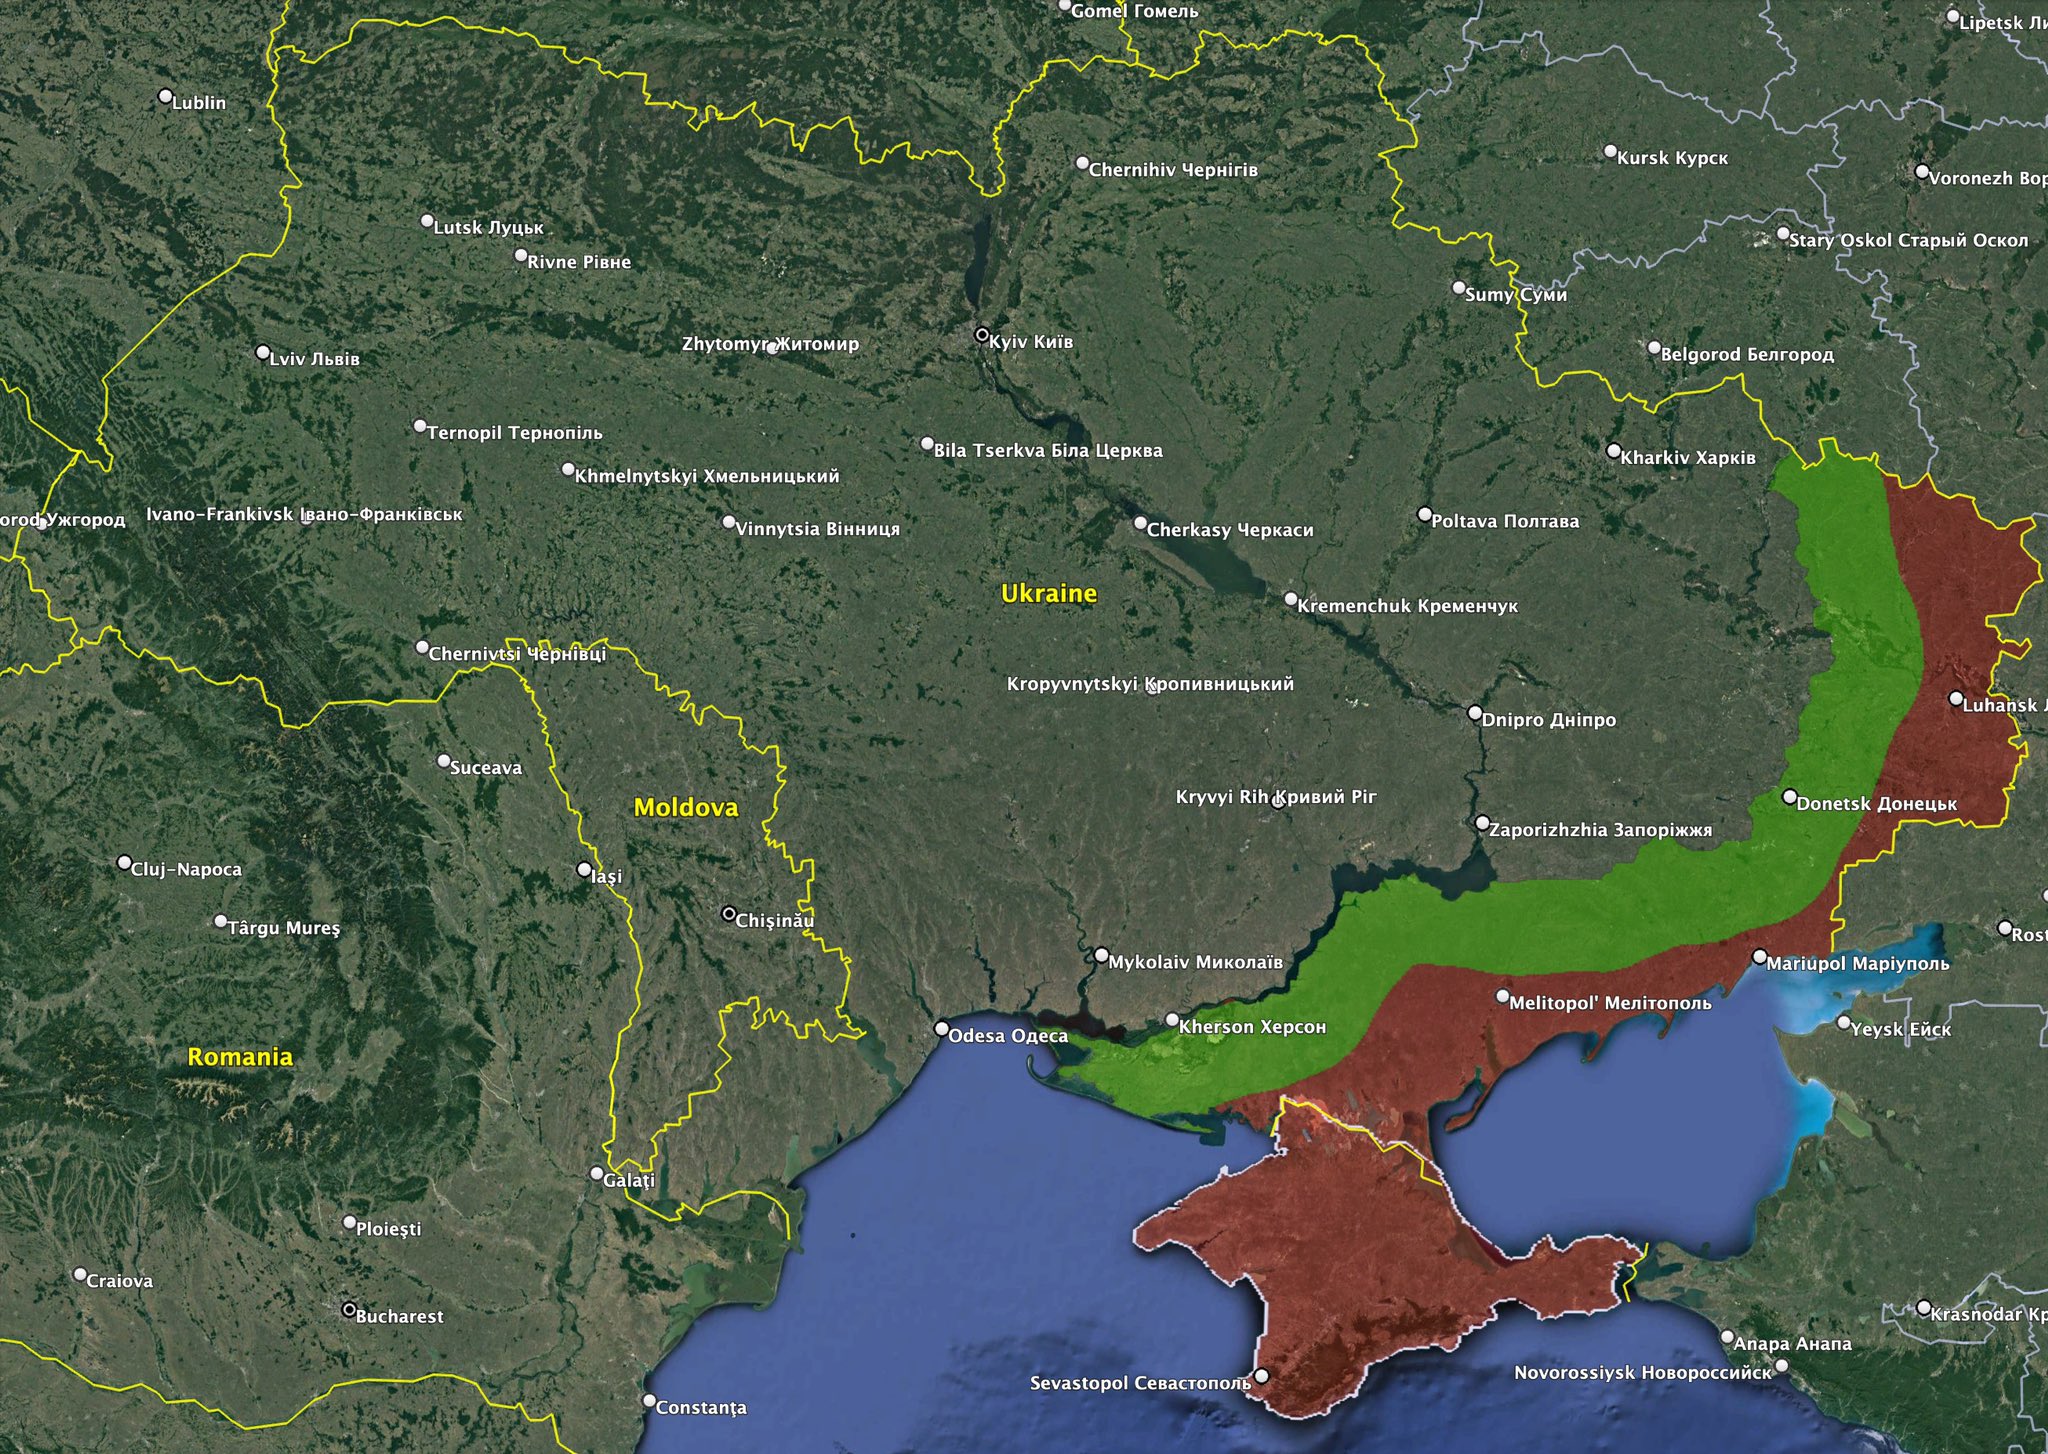 Gomel Гомель
Lipetsk Ли
Lublin
Kursk Курск
Chernihiv Чернігів
Voronezh Вор
Lutsk Луцьк
Stary Oskol Старый Оскол
Rivne Рівне
Sumy Суми
Zhytomyr Житомир
Kyiv Київ
Lviv Львів
Belgorod Белгород
Ternopil Тернопіль
Bila Tserkva Біла Церква
Kharkiv Харків
Khmelnytskyi Хмельницький
orod Ужгород
Ivano-Frankivsk Івано-Франківськ
Vinnytsia Вінниця
Cherkasy Черкаси
Poltava Полтава
Ukraine
Kremenchuk Кременчук
Chernivtsi Чернівці
Kropyvnytskyi Кропивницький
Luhansk Л
Dnipro Дніпро
Suceava
Kryvyi Rih Кривий Ріг
Moldova
Donetsk Донецьк
Zaporizhzhia Запоріжжя
Cluj-Napoca
Iaşi
Chişinău
Târgu Mureş
Rost
Mykolaiv Миколаїв
Mariupol Маріуполь
Melitopol' Мелітополь
Kherson Херсон
Yeysk Ейск
Odesa Одеса
Romania
Galaţi
Ploieşti
Craiova
Bucharest
Krasnodar Кр
Anapa Анапа
Novorossiysk Новороссийск
Sevastopol Севастополь
Constanţa